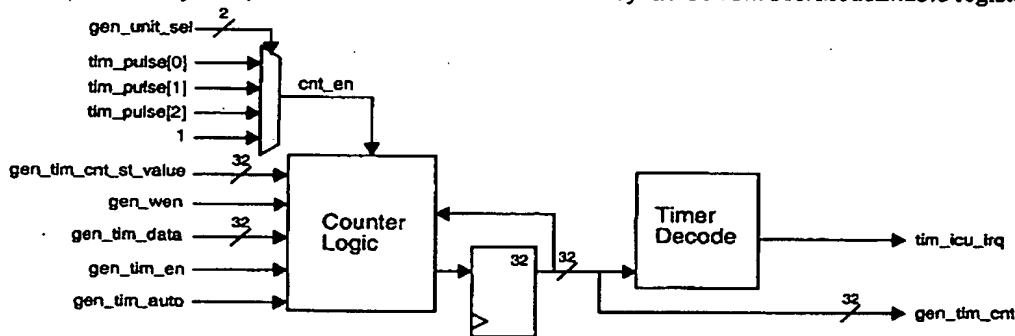 2
gen_unit_sel
tim_pulse[0]
tim_pulse[1]
tim_pulse[2]
1
cnt_en
gen_tim_cnt_st_value
32
gen_wen
gen_tim_data
32
gen_tim_en
gen_tim_auto
Counter
Logic
32
32
Timer
Decode
tim_icu_irq
32
gen_tim_cnt